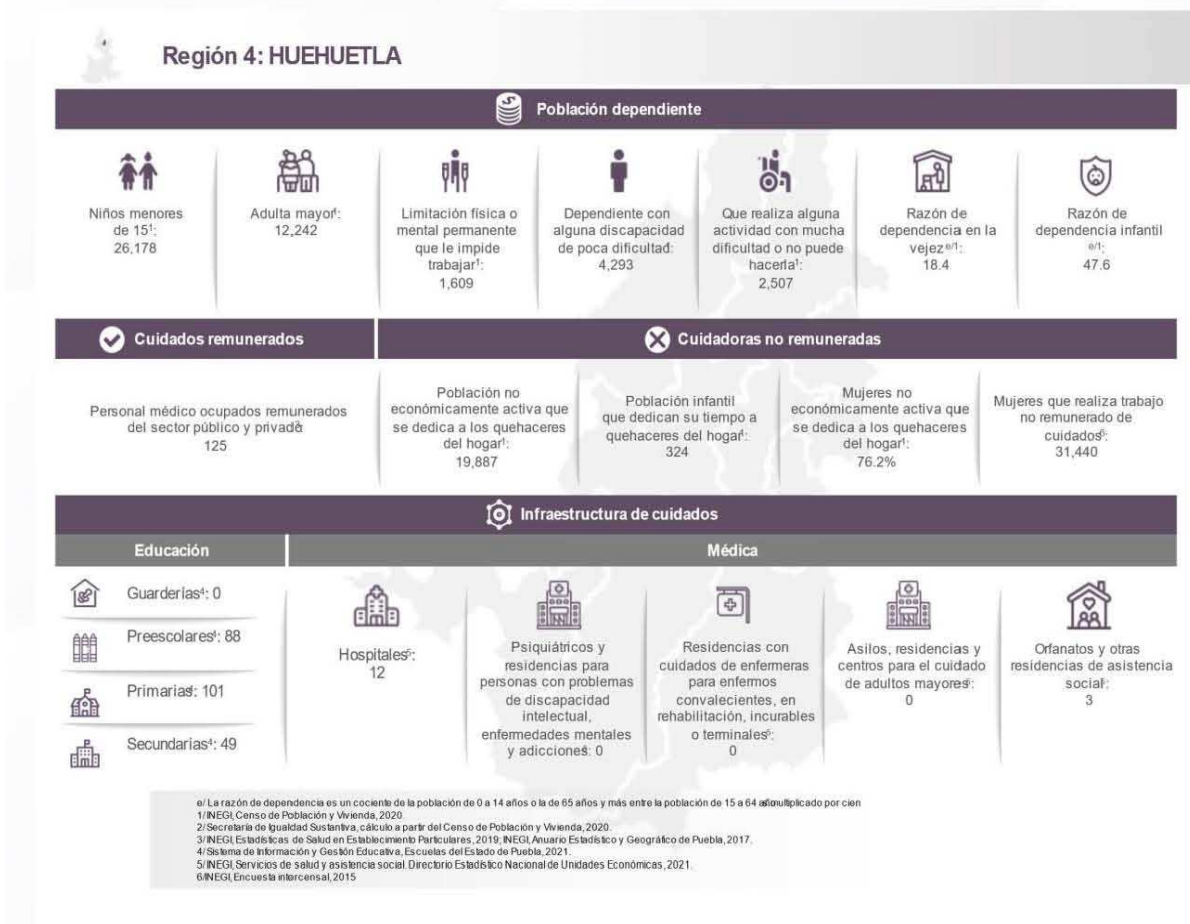 Región 4: HUEHUETLA
Población dependiente
Niños menores
de 15¹:
26,178
Adulta mayor¹:
12,242
Limitación física o
mental permanente
que le impide
trabajar¹:
1,609
Dependiente con
alguna discapacidad
de poca dificultad:
4,293
Que realiza alguna
actividad con mucha
dificultad o no puede
hacerla¹:
2,507
Razón de
dependencia en la
vejez e/1:
18.4
Razón de
dependencia infantil
e/1:
47.6
Cuidados remunerados
Cuidadoras no remuneradas
Personal médico ocupados remunerados
del sector público y privado
125
Población no
económicamente activa que
se dedica a los quehaceres
del hogar¹:
19,887
Población infantil
que dedican su tiempo a
quehaceres del hogar¹:
324
Mujeres no
económicamente activa que
se dedica a los quehaceres
del hogar¹:
76.2%
Mujeres que realiza trabajo
no remunerado de
cuidados⁶:
31,440
Infraestructura de cuidados
Educación
Médica
Guarderías⁴: 0
Preescolares⁴: 88
Primarias⁴: 101
Secundarias⁴: 49
Hospitales⁵:
12
Psiquiátricos y
residencias para
personas con problemas
de discapacidad
intelectual,
enfermedades mentales
y adicciones⁵: 0
Residencias con
cuidados de enfermeras
para enfermos
convalecientes, en
rehabilitación, incurables
o terminales⁵:
0
Asilos, residencias y
centros para el cuidado
de adultos mayores⁵:
0
Orfanatos y otras
residencias de asistencia
social⁵:
3
e/ La razón de dependencia es un cociente de la población de 0 a 14 años o la de 65 años y más entre la población de 15 a 64 años multiplicado por cien
1/ INEGI, Censo de Población y Vivienda, 2020.
2/ Secretaría de Igualdad Sustantiva, cálculo a partir del Censo de Población y Vivienda, 2020.
3/ INEGI, Estadísticas de Salud en Establecimiento Particulares, 2019; INEGI, Anuario Estadístico y Geográfico de Puebla, 2017.
4/ Sistema de Información y Gestión Educativa, Escuelas del Estado de Puebla, 2021.
5/ INEGI, Servicios de salud y asistencia social. Directorio Estadístico Nacional de Unidades Económicas, 2021.
6/INEGI, Encuesta intercensal, 2015